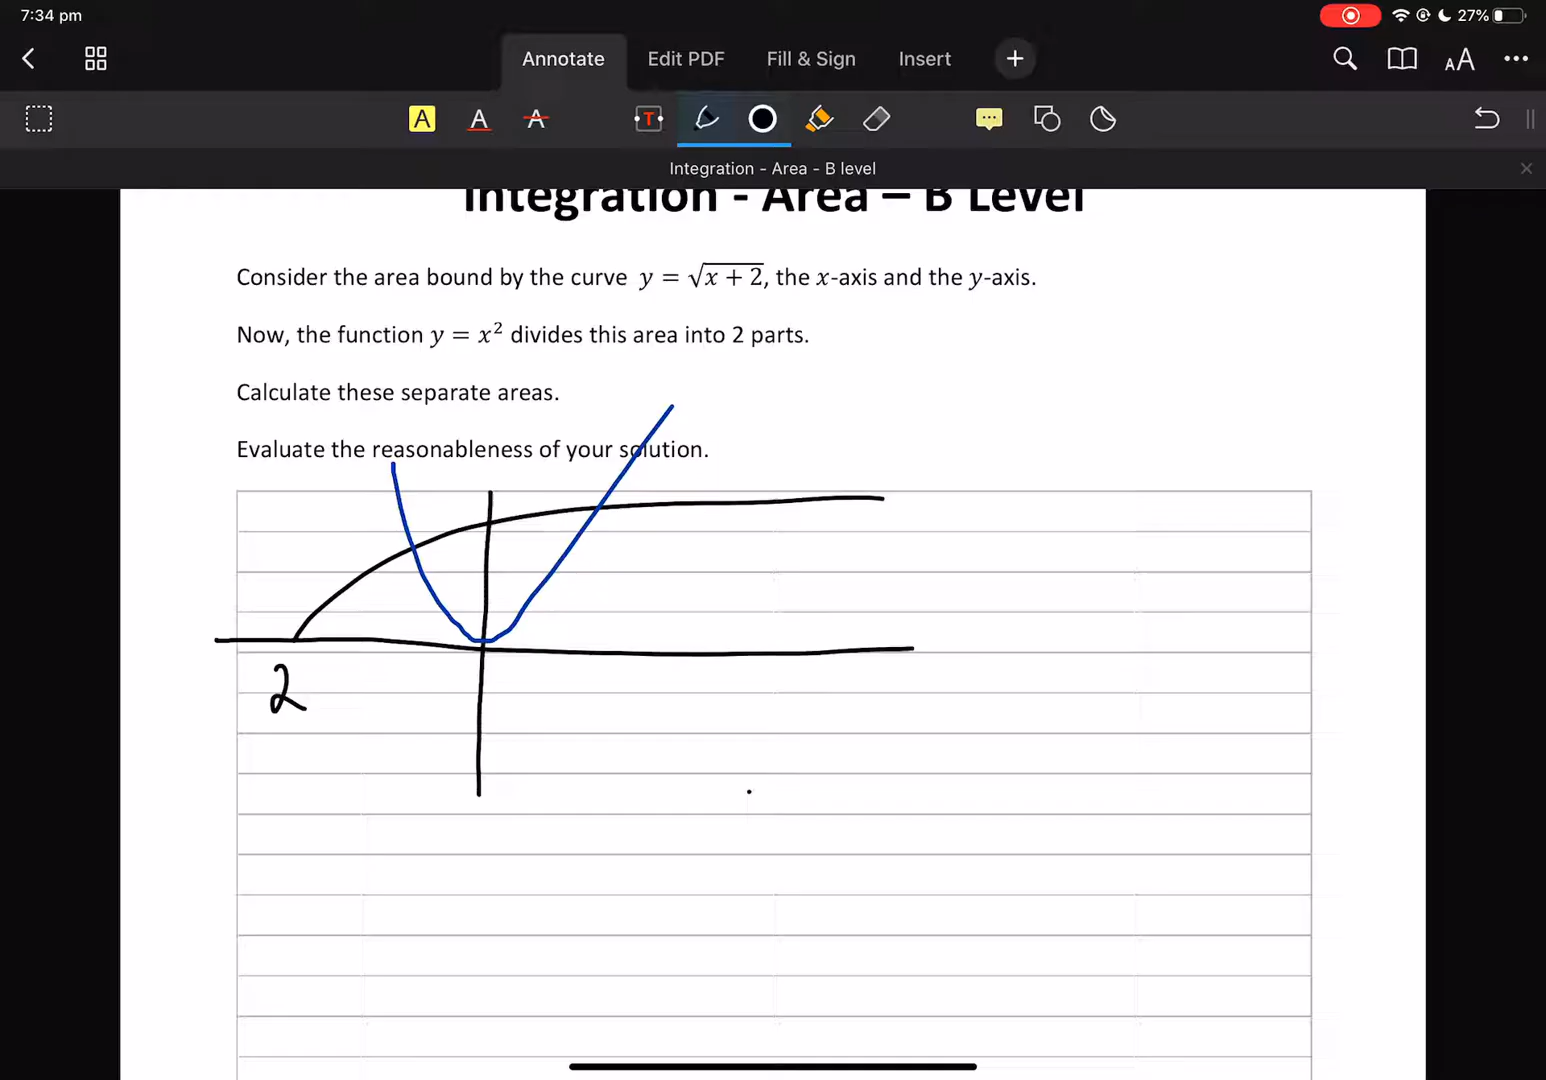 7:34 pm
27%
Annotate Edit PDF Fill & Sign Insert +
A A A T AA
Integration - Area - B level
Integration - Area – B Level
Consider the area bound by the curve y = √(x + 2), the x-axis and the y-axis.
Now, the function y = x² divides this area into 2 parts.
Calculate these separate areas.
Evaluate the reasonableness of your solution.
2